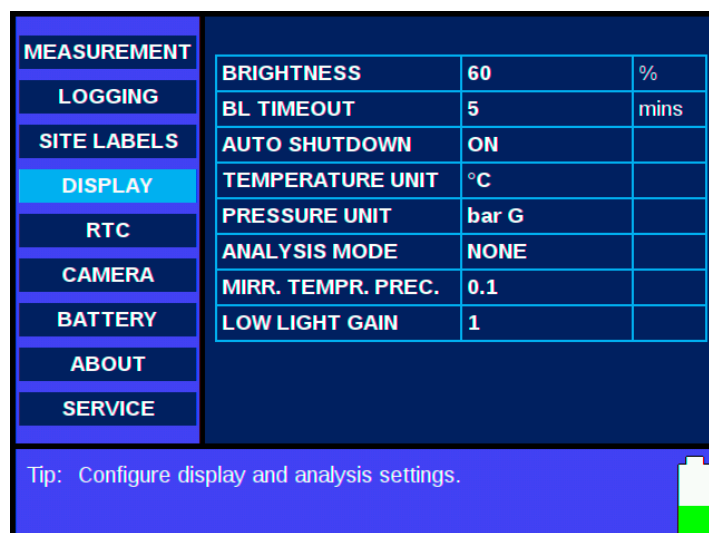 MEASUREMENT
LOGGING
SITE LABELS
DISPLAY
RTC
CAMERA
BATTERY
ABOUT
SERVICE
BRIGHTNESS 60 %
BL TIMEOUT 5 mins
AUTO SHUTDOWN ON
TEMPERATURE UNIT °C
PRESSURE UNIT bar G
ANALYSIS MODE NONE
MIRR. TEMPR. PREC. 0.1
LOW LIGHT GAIN 1
Tip: Configure display and analysis settings.